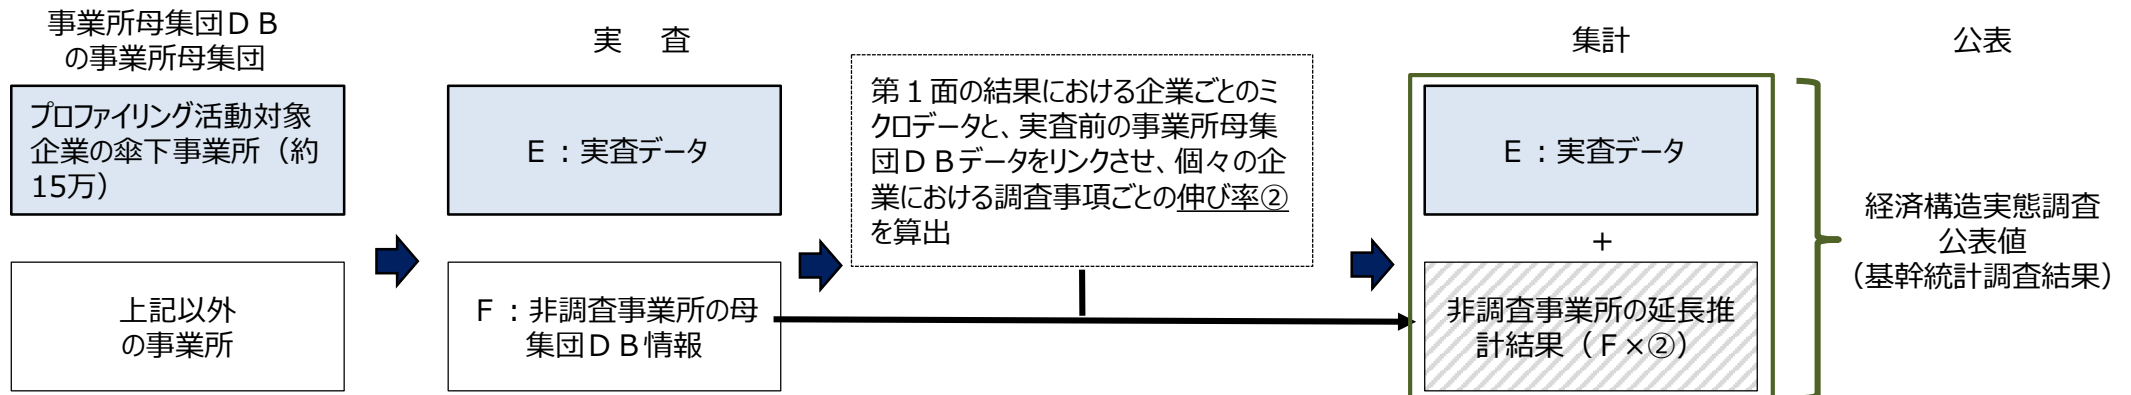 事業所母集団ＤＢ
の事業所母集団
実　査
集計
公表
プロファイリング活動対象
企業の傘下事業所（約
15万）
Ｅ：実査データ
第１面の結果における企業ごとのミ
クロデータと、実査前の事業所母集
団ＤＢデータをリンクさせ、個々の企
業における調査事項ごとの伸び率②
を算出
Ｅ：実査データ
＋
経済構造実態調査
公表値
（基幹統計調査結果）
上記以外
の事業所
Ｆ：非調査事業所の母
集団ＤＢ情報
非調査事業所の延長推
計結果（Ｆ×②）